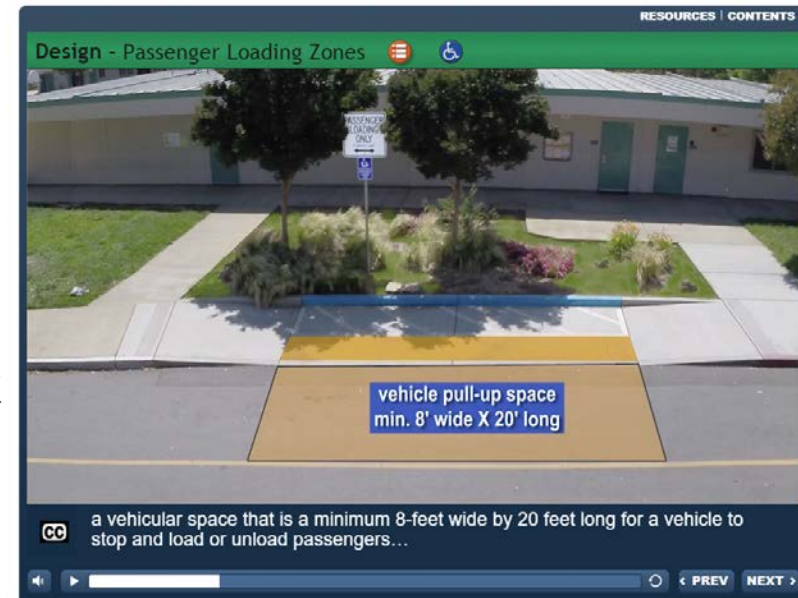 RESOURCES | CONTENTS
Design - Passenger Loading Zones
PASSENGER
LOADING
ONLY
vehicle pull-up space
min. 8' wide X 20' long
CC
a vehicular space that is a minimum 8-feet wide by 20 feet long for a vehicle to
stop and load or unload passengers…
‹ PREV
NEXT ›